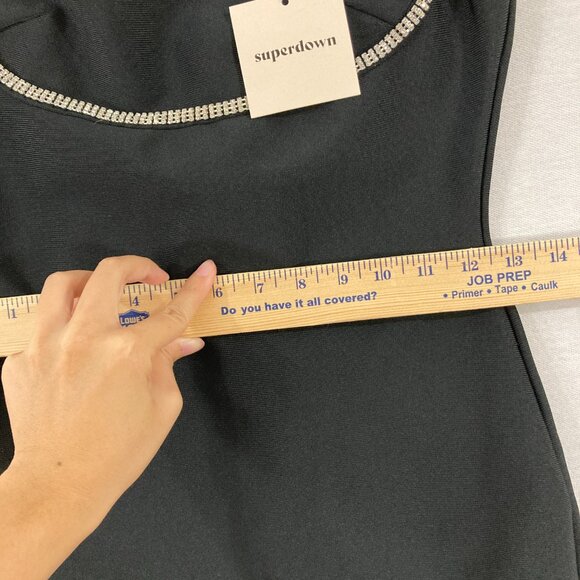 superdown
1 4 6 7 8 9 10 11 12 13 14
LOWE'S
Do you have it all covered?
JOB PREP
• Primer • Tape • Caulk